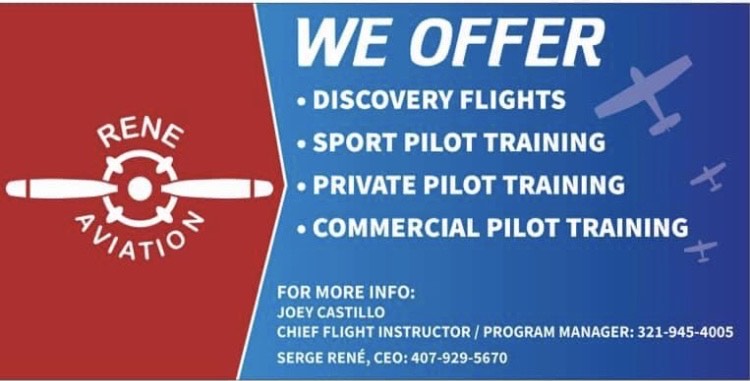 RENE
AVIATION
WE OFFER
• DISCOVERY FLIGHTS
• SPORT PILOT TRAINING
• PRIVATE PILOT TRAINING
• COMMERCIAL PILOT TRAINING
FOR MORE INFO:
JOEY CASTILLO
CHIEF FLIGHT INSTRUCTOR / PROGRAM MANAGER: 321-945-4005
SERGE RENÉ, CEO: 407-929-5670